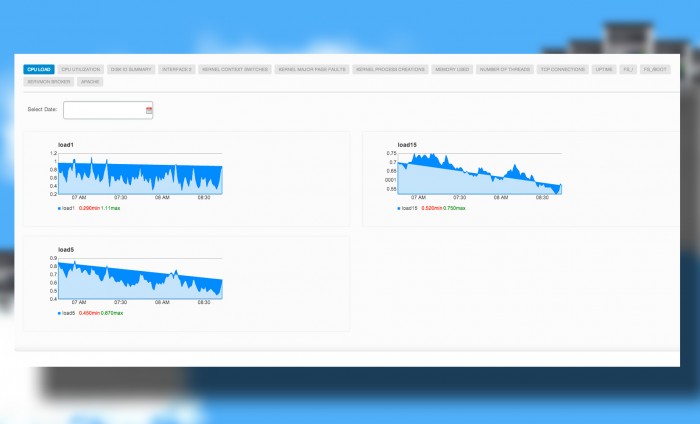 CPU LOAD CPU UTILIZATION DISK IO SUMMARY INTERFACE 0 KERNEL CONTEXT SWITCHES KERNEL MAJOR PAGE FAULTS KERNEL PROCESS CREATIONS MEMORY USED NUMBER OF THREADS TCP CONNECTIONS UPTIME FS_/ FS_BOOT
SERVMON BROKER APACHE
Select Date:
load1
1.2
1
0.8
0.6
0.4
0.2
07 AM 07:30 08 AM 08:30
load1 0.290min 1.11max
load15
0.75
0.7
0.65
0001
0.55
07 AM 07:30 08 AM 08:30
load15 0.520min 0.750max
load5
0.9
0.8
0.7
0.6
0.5
0.4
07 AM 07:30 08 AM 08:30
load5 0.450min 0.870max